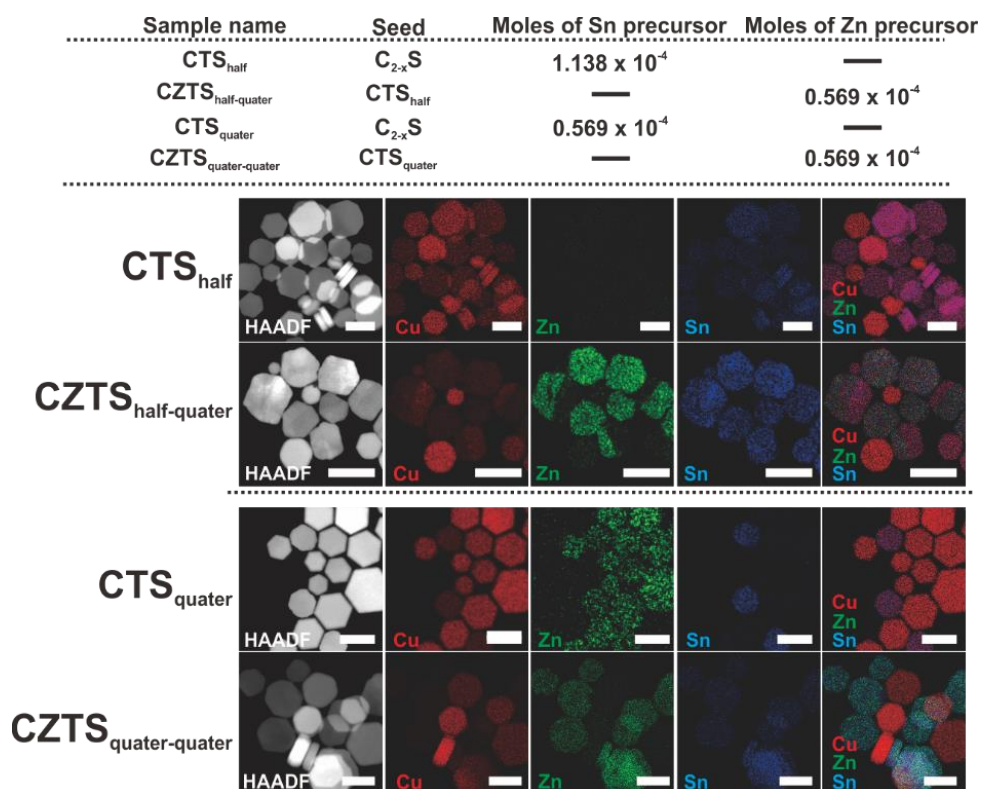 Sample name Seed Moles of Sn precursor Moles of Zn precursor
CTShalf C2-xS 1.138 x 10-4 —
CZTShalf-quater CTShalf — 0.569 x 10-4
CTSquater C2-xS 0.569 x 10-4 —
CZTSquater-quater CTSquater — 0.569 x 10-4
CTShalf
HAADF Cu Zn Sn Cu
Zn
Sn
CZTShalf-quater
HAADF Cu Zn Sn Cu
Zn
Sn
CTSquater
HAADF Cu Zn Sn Cu
Zn
Sn
CZTSquater-quater
HAADF Cu Zn Sn Cu
Zn
Sn